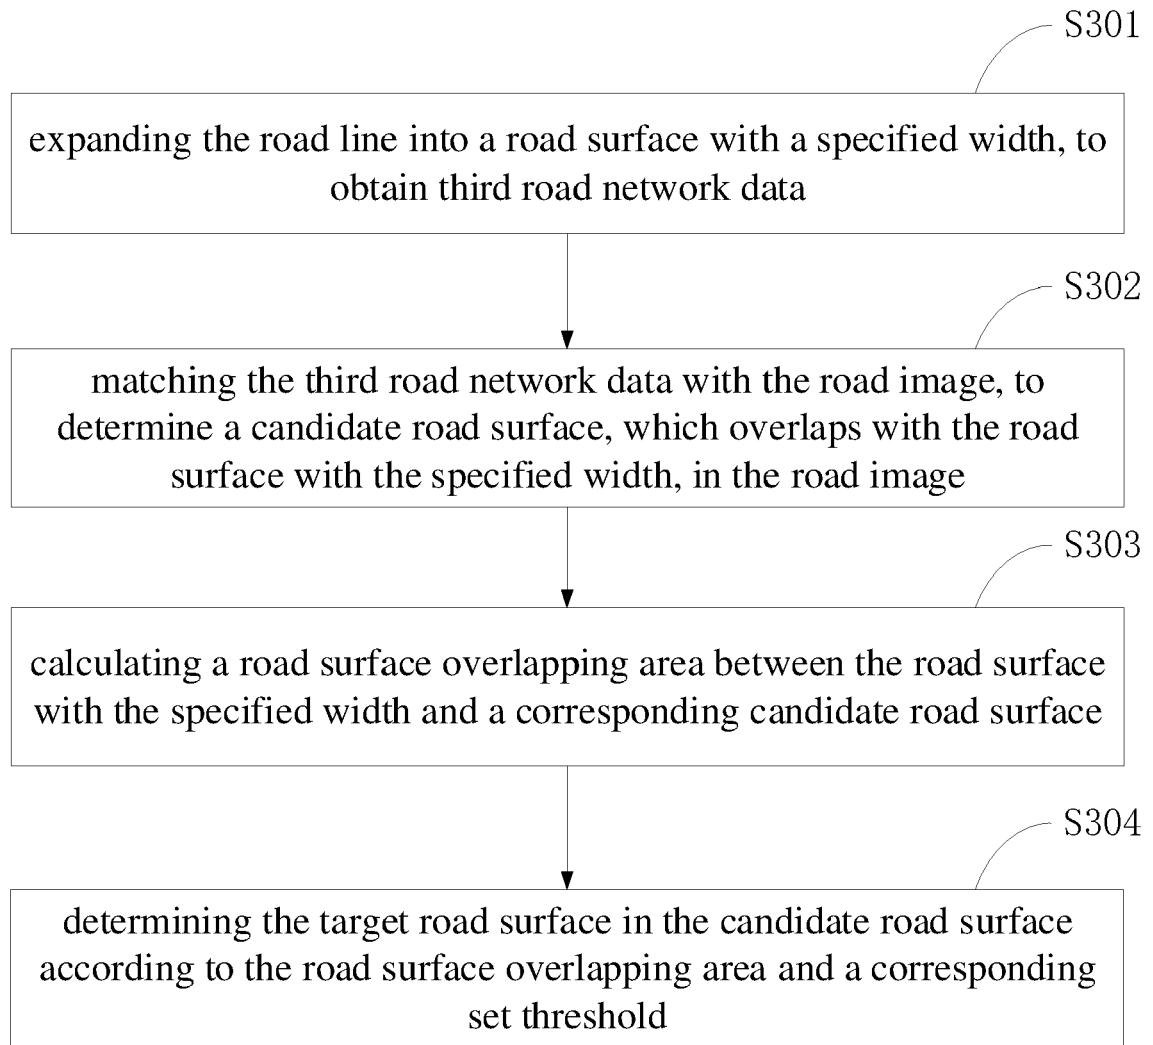 S301
expanding the road line into a road surface with a specified width, to
obtain third road network data
S302
matching the third road network data with the road image, to
determine a candidate road surface, which overlaps with the road
surface with the specified width, in the road image
S303
calculating a road surface overlapping area between the road surface
with the specified width and a corresponding candidate road surface
S304
determining the target road surface in the candidate road surface
according to the road surface overlapping area and a corresponding
set threshold